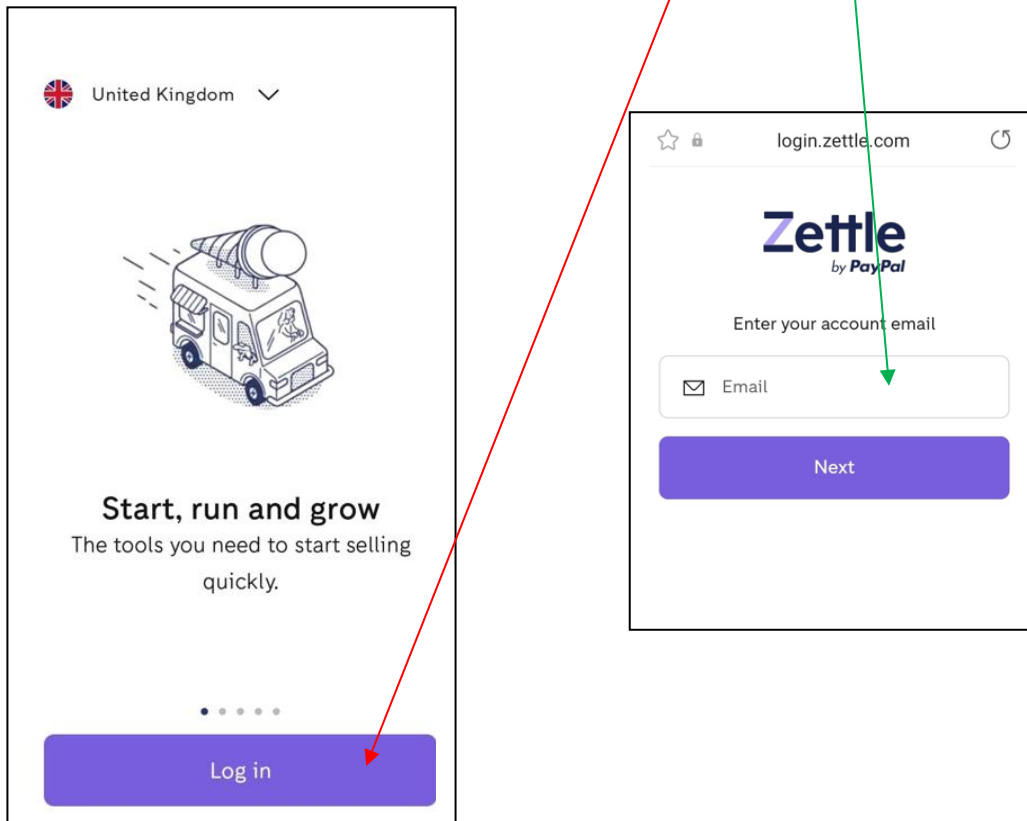 United Kingdom
Start, run and grow
The tools you need to start selling
quickly.
Log in
login.zettle.com
Zettle
by PayPal
Enter your account email
Email
Next